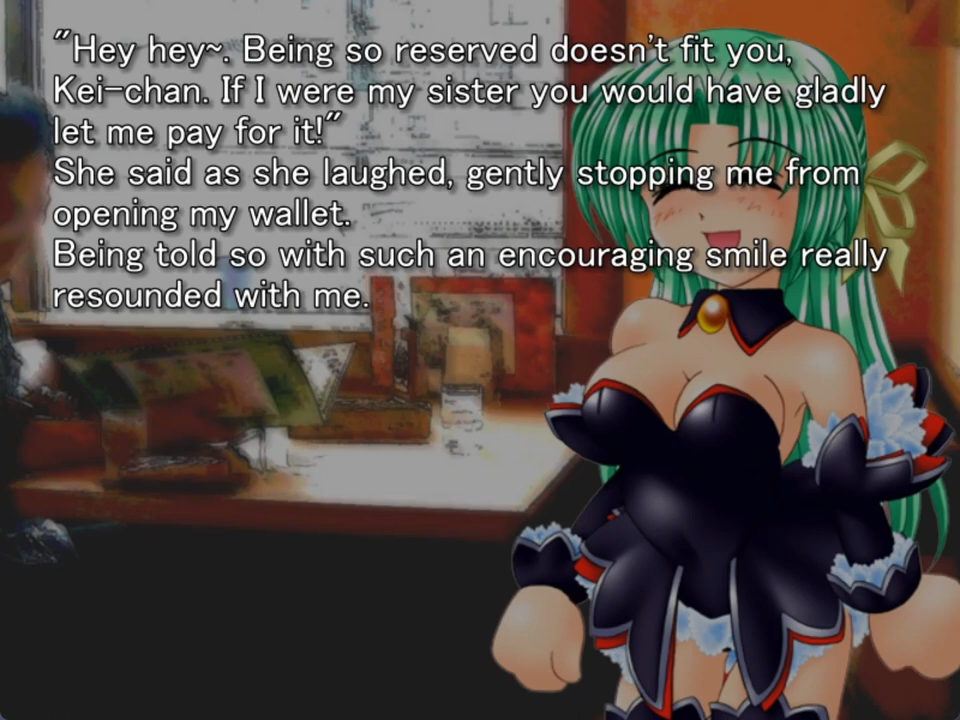 "Hey hey~. Being so reserved doesn't fit you,
Kei-chan. If I were my sister you would have gladly
let me pay for it!"
She said as she laughed, gently stopping me from
opening my wallet.
Being told so with such an encouraging smile really
resounded with me.